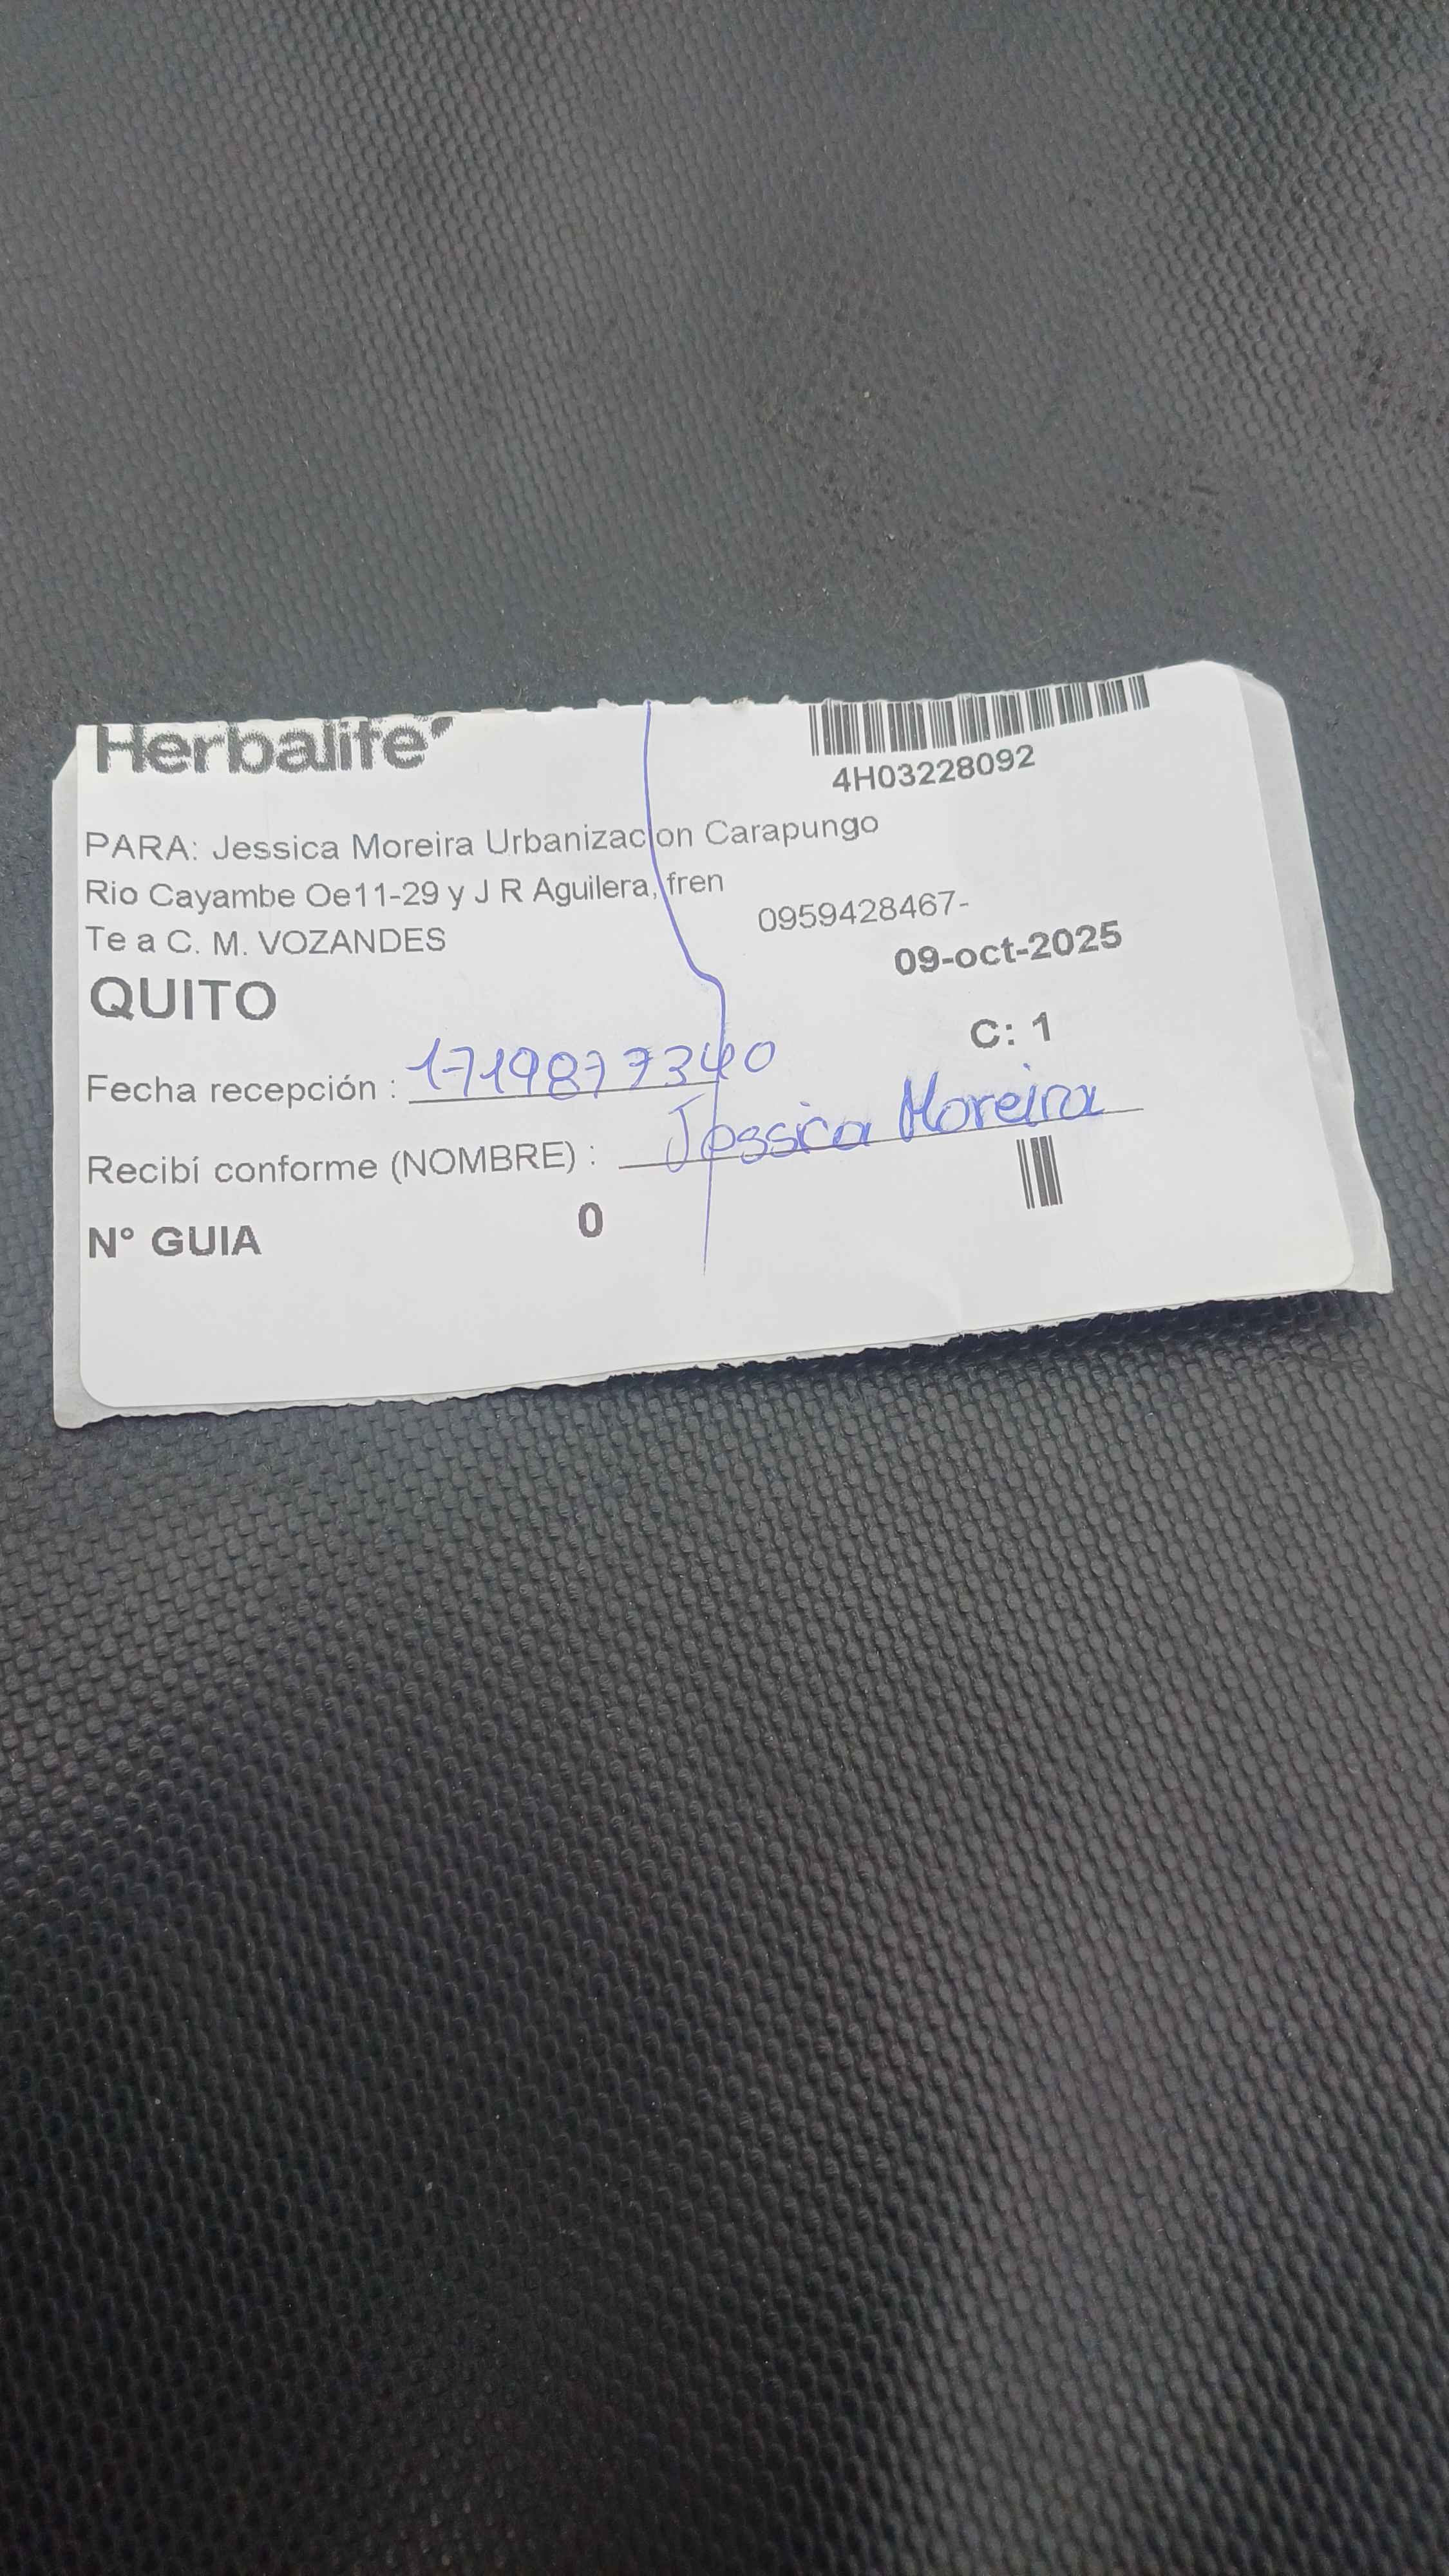 Herbalife
4H03228092
PARA: Jessica Moreira Urbanizacion Carapungo
Rio Cayambe Oe11-29 y J R Aguilera, fren
Te a C. M. VOZANDES
0959428467-
09-oct-2025
QUITO
C: 1
Fecha recepción : 1719877340
Recibí conforme (NOMBRE) : Jessica Moreira
N° GUIA 0